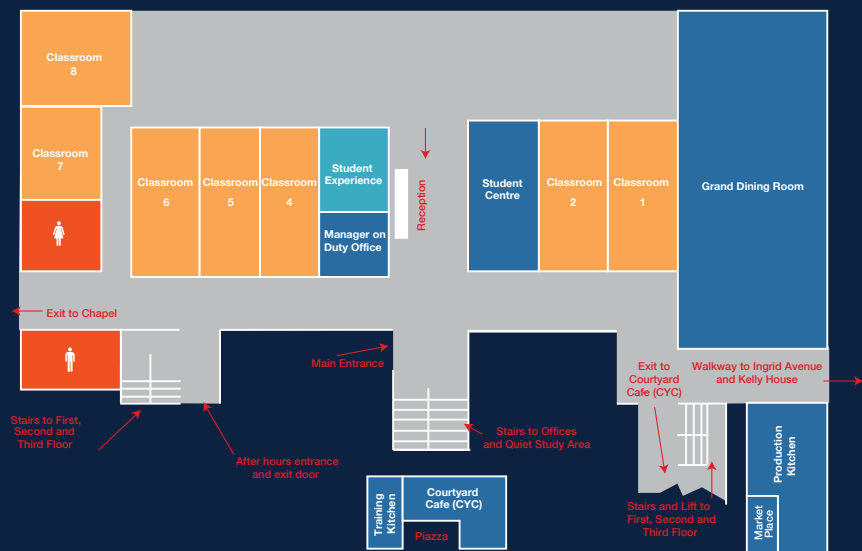 Classroom
8
Classroom
7
Classroom
6
Classroom
5
Classroom
4
Student
Experience
Manager on
Duty Office
Reception
Student
Centre
Classroom
2
Classroom
1
Grand Dining Room
Exit to Chapel
Main Entrance
Exit to
Courtyard
Cafe (CYC)
Walkway to Ingrid Avenue
and Kelly House
Stairs to First,
Second and
Third Floor
After hours entrance
and exit door
Stairs to Offices
and Quiet Study Area
Production
Kitchen
Training
Kitchen
Courtyard
Cafe (CYC)
Piazza
Stairs and Lift to
First, Second and
Third Floor
Market
Place